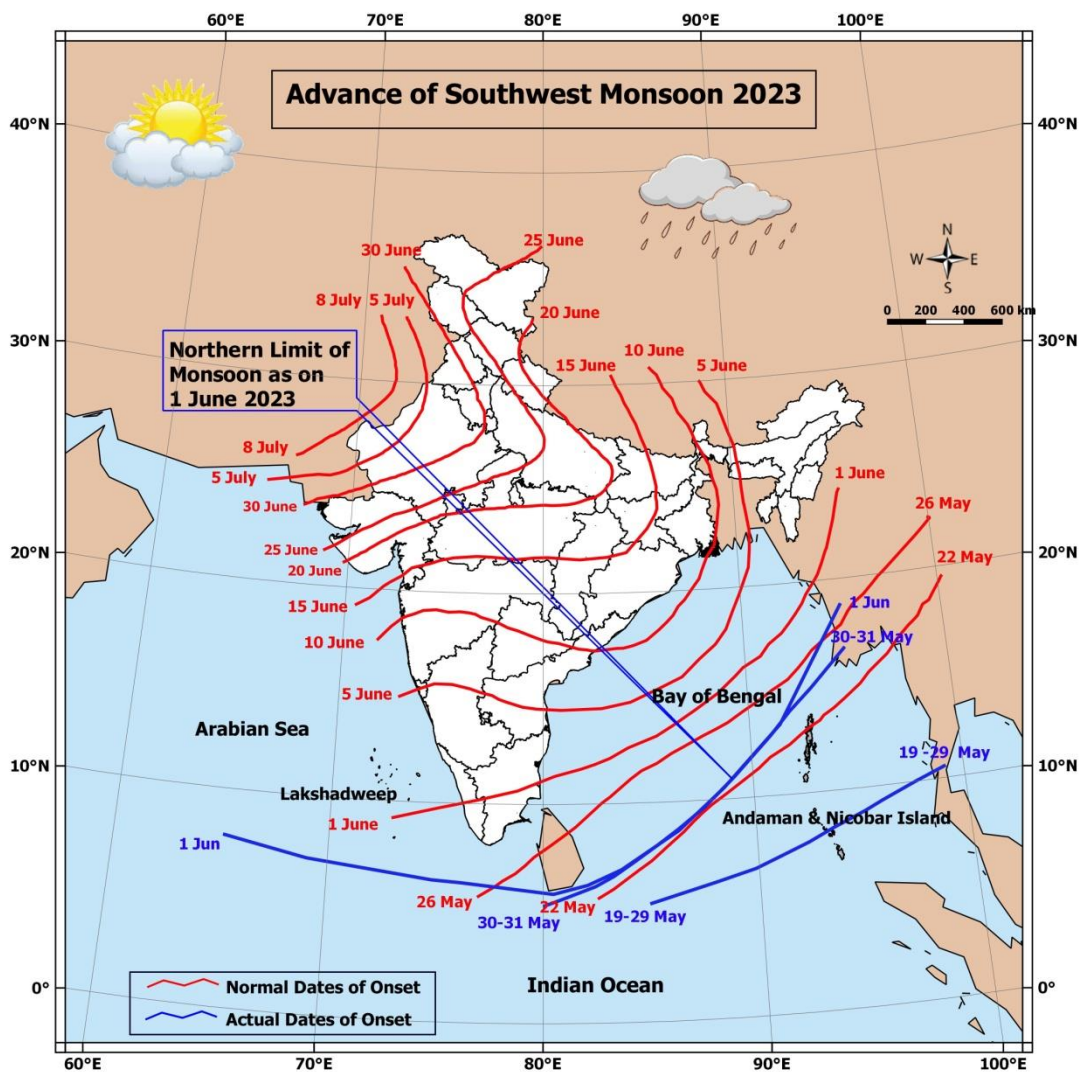 60°E 70°E 80°E 90°E 100°E
Advance of Southwest Monsoon 2023
40°N 40°N
N
W E
S
0 200 400 600 km
25 June
30 June
8 July 5 July
20 June
30°N 30°N
Northern Limit of
Monsoon as on
1 June 2023
15 June 10 June 5 June
8 July
5 July
30 June
1 June
26 May
22 May
25 June
20 June
20°N 20°N
15 June
10 June
1 Jun
30-31 May
5 June
Bay of Bengal
Arabian Sea
19 -29 May
10°N 10°N
Lakshadweep
Andaman & Nicobar Island
1 June
1 Jun
26 May
22 May
30-31 May
19-29 May
Indian Ocean
0° 0°
Normal Dates of Onset
Actual Dates of Onset
60°E 70°E 80°E 90°E 100°E